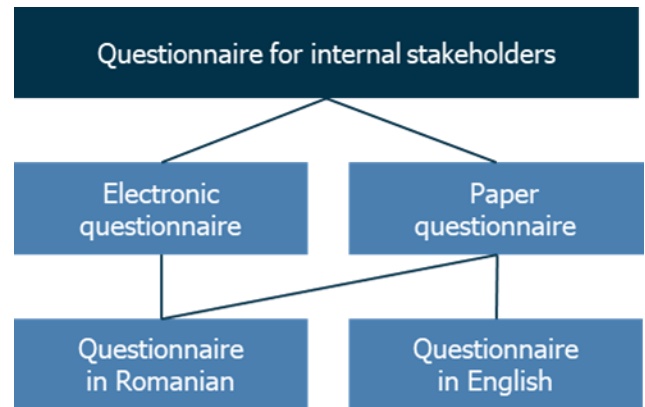 Questionnaire for internal stakeholders
Electronic
questionnaire
Paper
questionnaire
Questionnaire
in Romanian
Questionnaire
in English